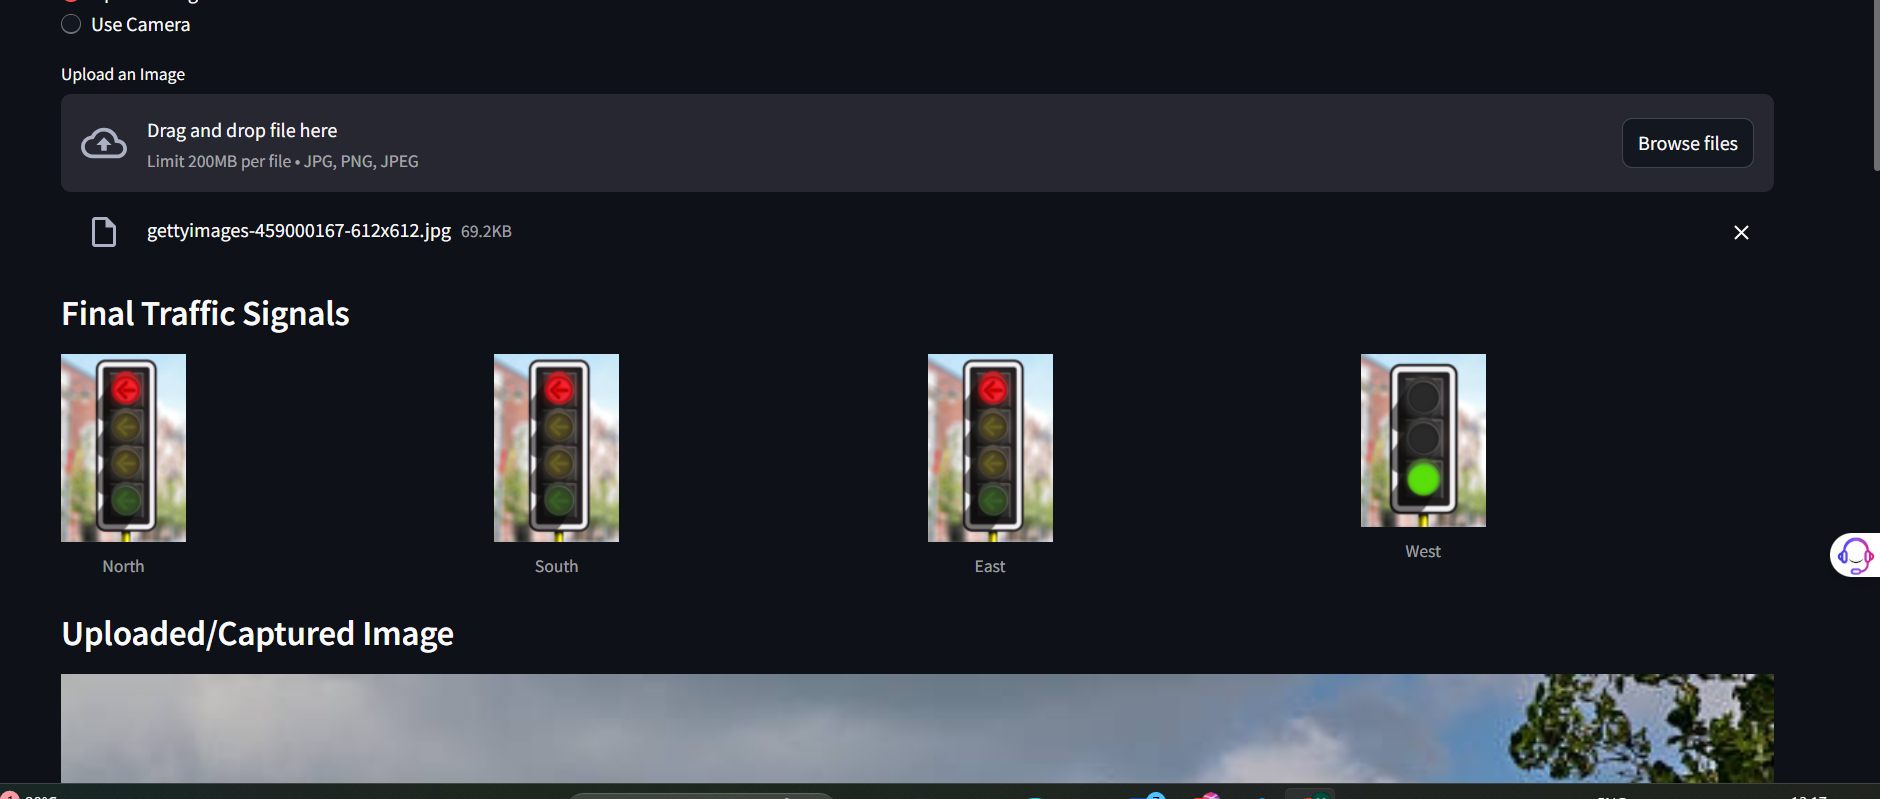 Use Camera
Upload an Image
Drag and drop file here
Limit 200MB per file • JPG, PNG, JPEG
Browse files
gettyimages-459000167-612x612.jpg 69.2KB
Final Traffic Signals
North
South
East
West
Uploaded/Captured Image